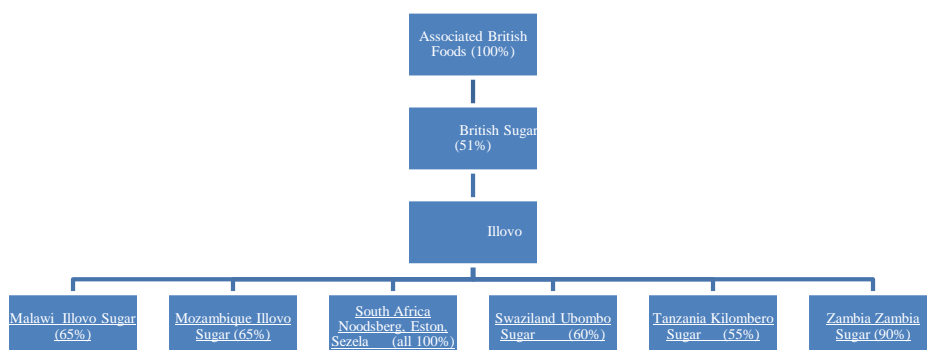 Associated British
Foods (100%)
British Sugar
(51%)
Illovo
Malawi Illovo Sugar
(65%)
Mozambique Illovo
Sugar (65%)
South Africa
Noodsberg, Eston,
Sezela (all 100%)
Swaziland Ubombo
Sugar (60%)
Tanzania Kilombero
Sugar (55%)
Zambia Zambia
Sugar (90%)